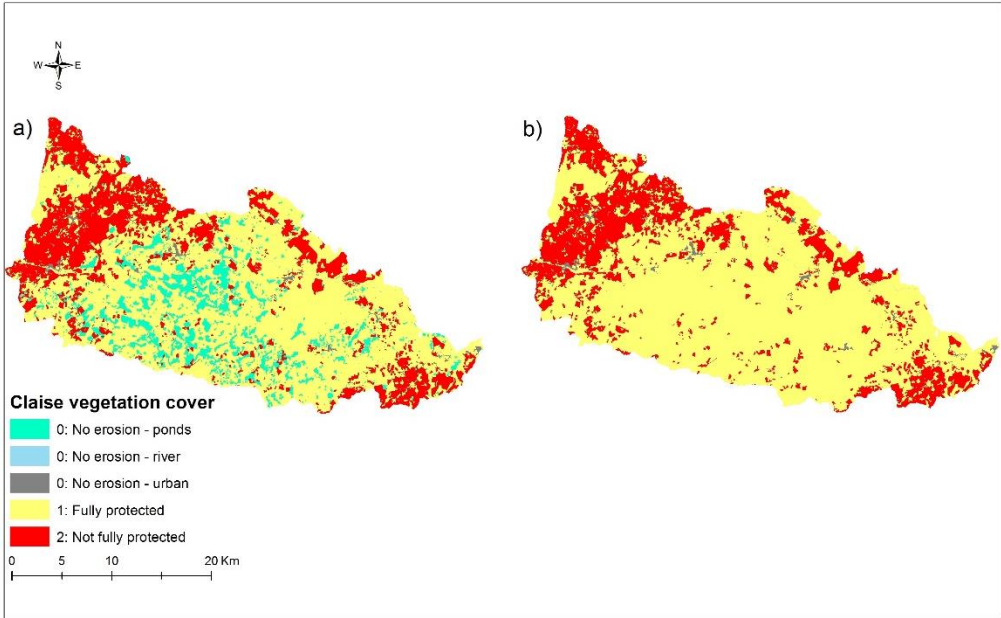 N
W E
S
a)
b)
Claise vegetation cover
0: No erosion - ponds
0: No erosion - river
0: No erosion - urban
1: Fully protected
2: Not fully protected
0 5 10 20 Km